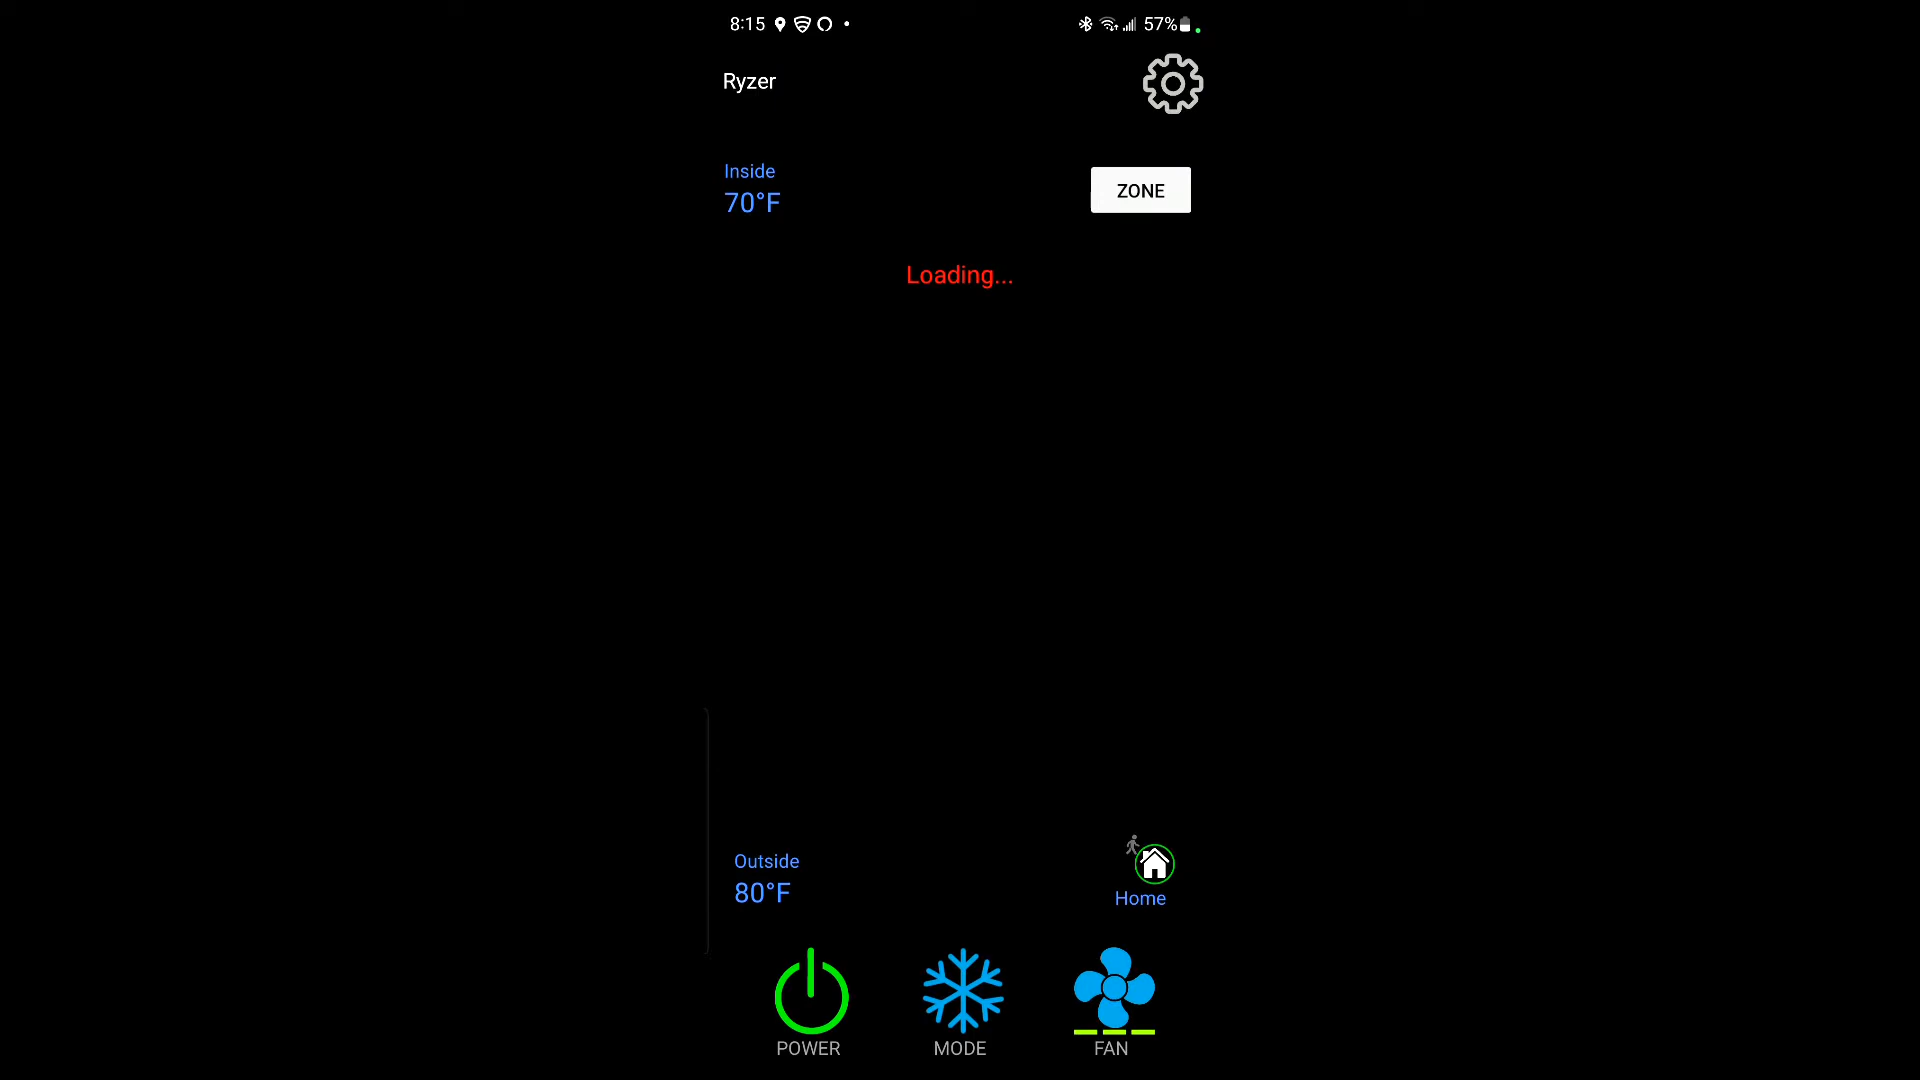 8:15
57%
Ryzer
Inside
70°F
ZONE
Loading...
Outside
80°F
Home
POWER
MODE
FAN